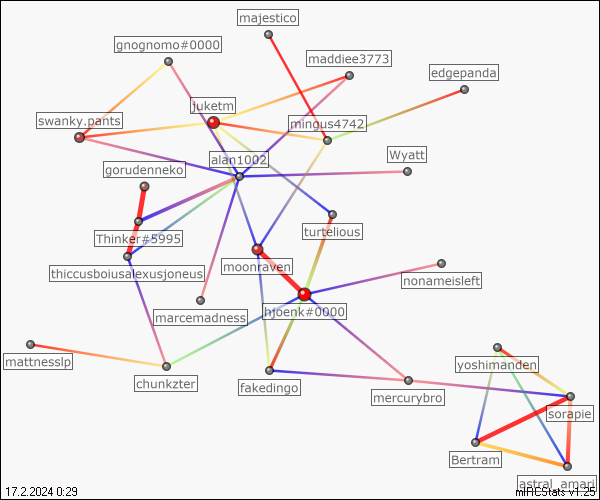 majestico
gnognomo#0000
maddiee3773
edgepanda
juketm
swanky.pants
mingus4742
alan1002
Wyatt
gorudenneko
turtelious
Thinker#5995
moonraven
thiccusboiusalexusjoneus
nonameisleft
hjoenk#0000
marcemadness
mattnesslp
yoshimanden
chunkzter
fakedingo
mercurybro
sorapie
Bertram
astral_amari
17.2.2024 0:29
mIRCStats v1.25